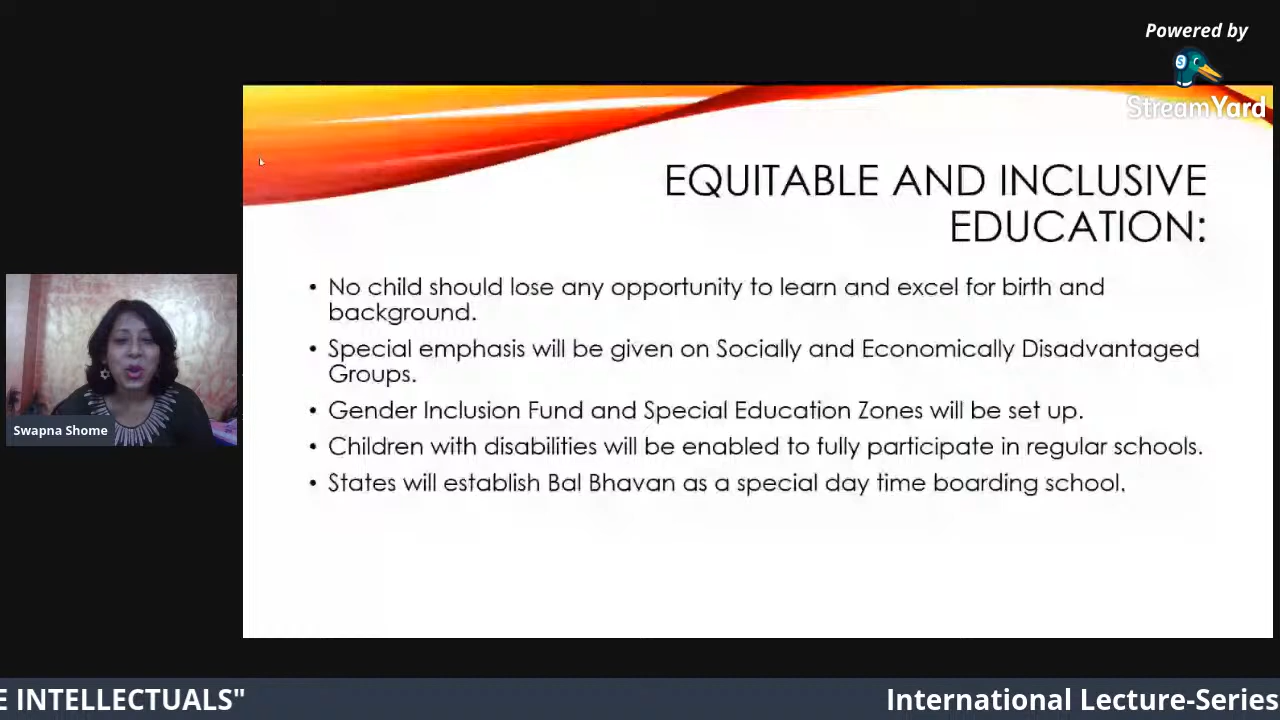 Powered by
StreamYard
EQUITABLE AND INCLUSIVE
EDUCATION:
• No child should lose any opportunity to learn and excel for birth and
background.
• Special emphasis will be given on Socially and Economically Disadvantaged
Groups.
• Gender Inclusion Fund and Special Education Zones will be set up.
• Children with disabilities will be enabled to fully participate in regular schools.
• States will establish Bal Bhavan as a special day time boarding school.
Swapna Shome
E INTELLECTUALS" International Lecture-Series